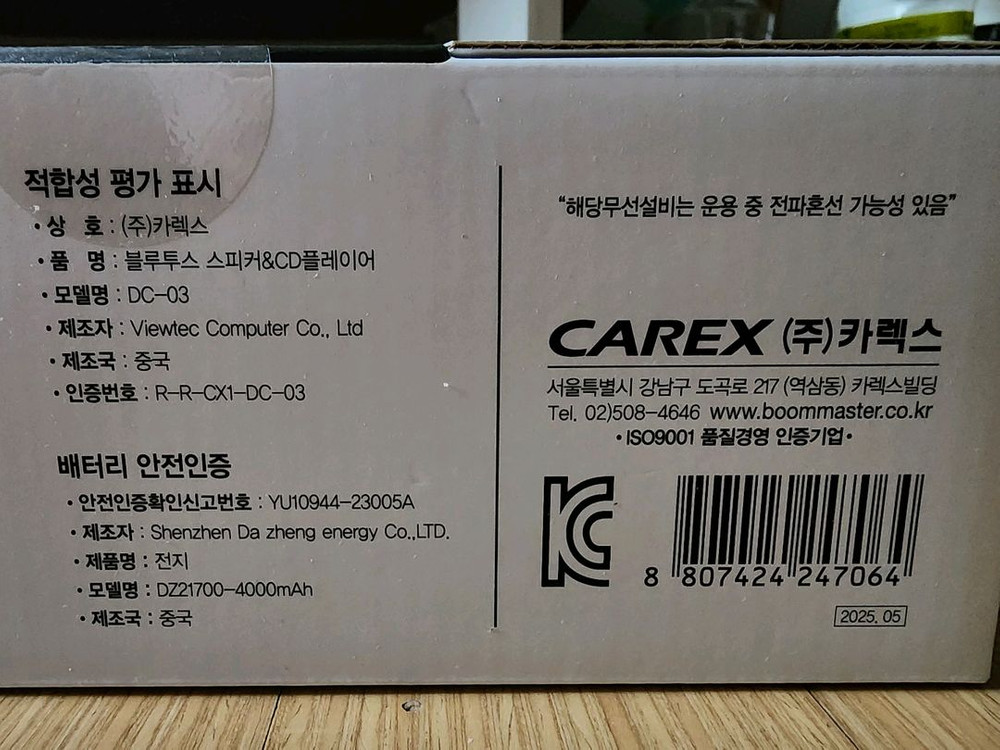 적합성 평가 표시
• 상 호 : (주)카렉스
• 품 명 : 블루투스 스피커&CD플레이어
• 모델명 : DC-03
• 제조자 : Viewtec Computer Co., Ltd
• 제조국 : 중국
• 인증번호 : R-R-CX1-DC-03
배터리 안전인증
• 안전인증확인신고번호 : YU10944-23005A
• 제조자 : Shenzhen Da zheng energy Co.,LTD.
• 제품명 : 전지
• 모델명 : DZ21700-4000mAh
• 제조국 : 중국
“해당무선설비는 운용 중 전파혼선 가능성 있음”
CAREX (주)카렉스
서울특별시 강남구 도곡로 217 (역삼동) 카렉스빌딩
Tel. 02)508-4646 www.boommaster.co.kr
• ISO9001 품질경영 인증기업 •
KC
8 807424 247064
2025. 05